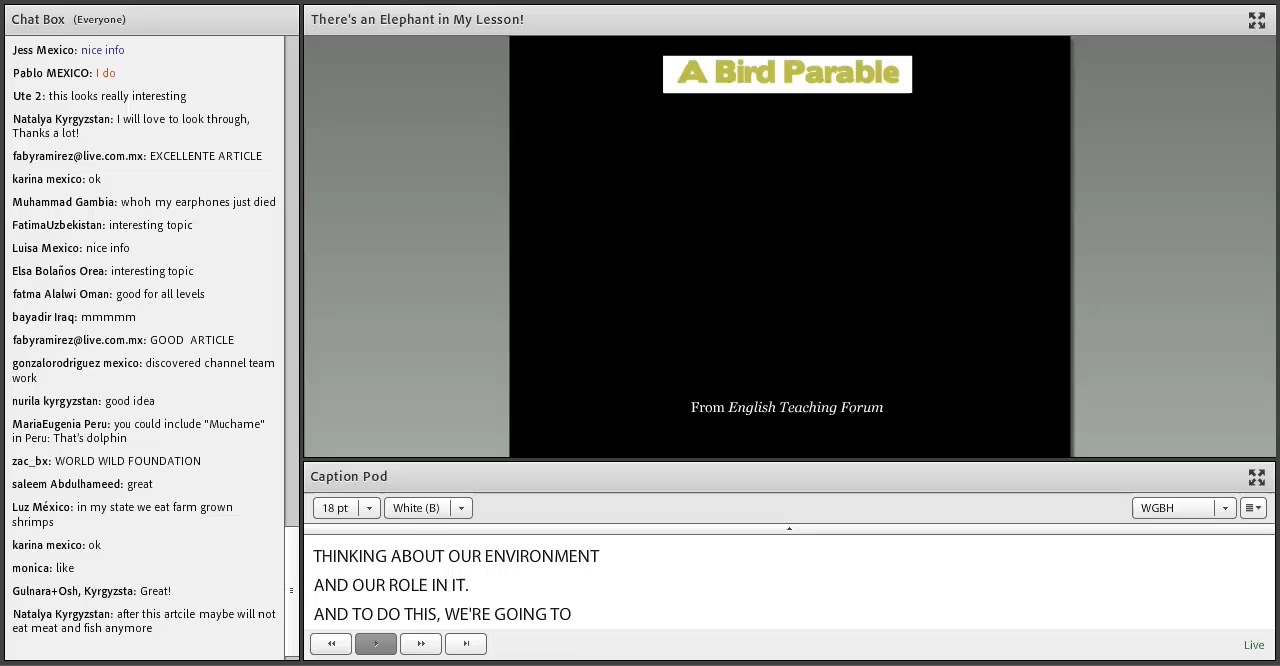 Chat Box (Everyone)
Jess Mexico: nice info
Pablo MEXICO: I do
Ute 2: this looks really interesting
Natalya Kyrgyzstan: I will love to look through,
Thanks a lot!
fabyramirez@live.com.mx: EXCELLENTE ARTICLE
karina mexico: ok
Muhammad Gambia: whoh my earphones just died
FatimaUzbekistan: interesting topic
Luisa Mexico: nice info
Elsa Bolaños Orea: interesting topic
fatma Alalwi Oman: good for all levels
bayadir Iraq: mmmmm
fabyramirez@live.com.mx: GOOD ARTICLE
gonzalorodriguez mexico: discovered channel team
work
nurila kyrgyzstan: good idea
MariaEugenia Peru: you could include "Muchame"
in Peru: That's dolphin
zac_bx: WORLD WILD FOUNDATION
saleem Abdulhameed: great
Luz México: in my state we eat farm grown
shrimps
karina mexico: ok
monica: like
Gulnara+Osh, Kyrgyzsta: Great!
Natalya Kyrgyzstan: after this artcile maybe will not
eat meat and fish anymore
There's an Elephant in My Lesson!
A Bird Parable
From English Teaching Forum
Caption Pod
18 pt White (B) WGBH
THINKING ABOUT OUR ENVIRONMENT
AND OUR ROLE IN IT.
AND TO DO THIS, WE'RE GOING TO
Live